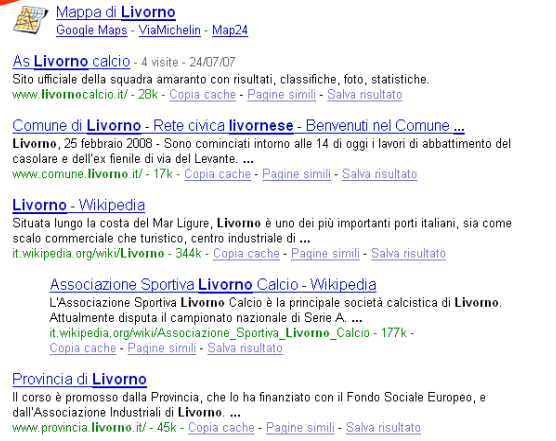 Mappa di Livorno
Google Maps - ViaMichelin - Map24
As Livorno calcio - 4 visite - 24/07/07
Sito ufficiale della squadra amaranto con risultati, classifiche, foto, statistiche.
www.livornocalcio.it/ - 28k - Copia cache - Pagine simili - Salva risultato
Comune di Livorno - Rete civica livornese - Benvenuti nel Comune ...
Livorno, 25 febbraio 2008 - Sono cominciati intorno alle 14 di oggi i lavori di abbattimento del
casolare e dell'ex fienile di via del Levante. ...
www.comune.livorno.it/ - 17k - Copia cache - Pagine simili - Salva risultato
Livorno - Wikipedia
Situata lungo la costa del Mar Ligure, Livorno è uno dei più importanti porti italiani, sia come
scalo commerciale che turistico, centro industriale di ...
it.wikipedia.org/wiki/Livorno - 344k - Copia cache - Pagine simili - Salva risultato
Associazione Sportiva Livorno Calcio - Wikipedia
L'Associazione Sportiva Livorno Calcio è la principale società calcistica di Livorno.
Attualmente disputa il campionato nazionale di Serie A. ...
it.wikipedia.org/wiki/Associazione_Sportiva_Livorno_Calcio - 177k -
Copia cache - Pagine simili - Salva risultato
Provincia di Livorno
Il corso è promosso dalla Provincia, che lo ha finanziato con il Fondo Sociale Europeo, e
dall'Associazione Industriali di Livorno. ...
www.provincia.livorno.it/ - 45k - Copia cache - Pagine simili - Salva risultato